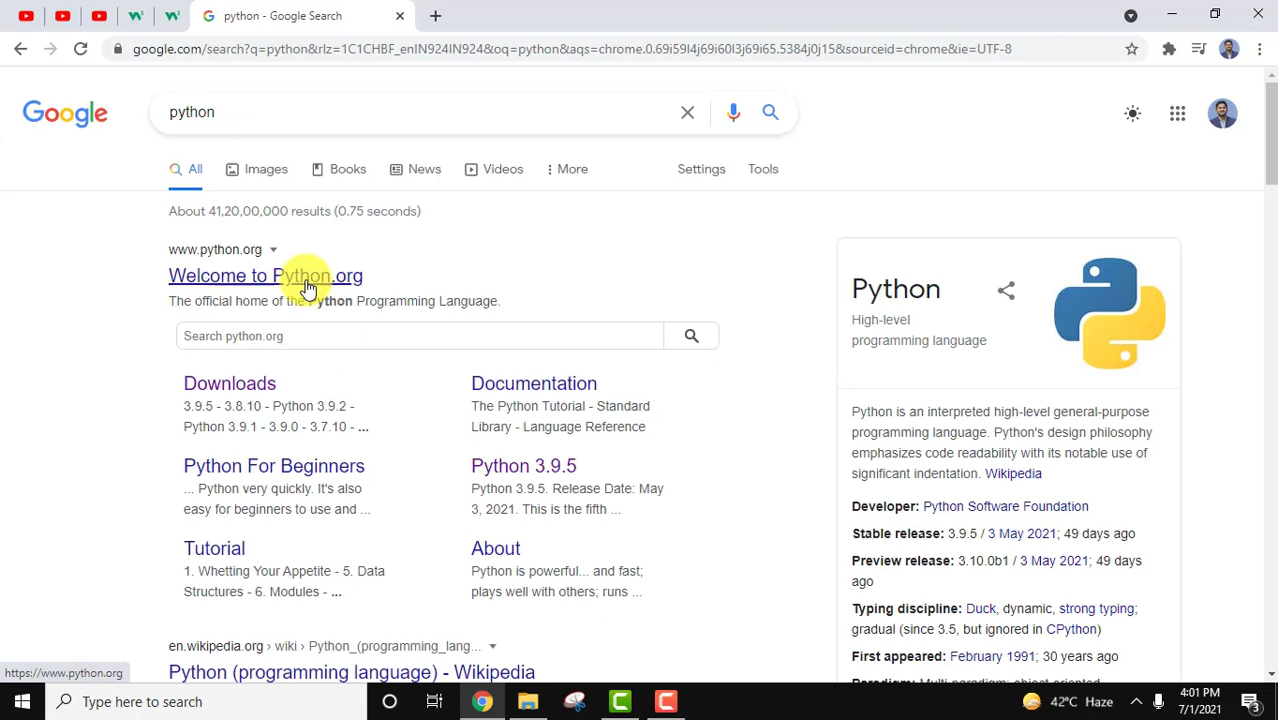 python - Google Search
google.com/search?q=python&rlz=1C1CHBF_enIN924IN924&oq=python&aqs=chrome.0.69i59l4j69i60l3j69i65.5384j0j15&sourceid=chrome&ie=UTF-8
Google
python
All Images Books News Videos More Settings Tools
About 41,20,00,000 results (0.75 seconds)
www.python.org
Welcome to Python.org
The official home of the Python Programming Language.
Search python.org
Downloads
3.9.5 - 3.8.10 - Python 3.9.2 -
Python 3.9.1 - 3.9.0 - 3.7.10 - ...
Documentation
The Python Tutorial - Standard
Library - Language Reference
Python For Beginners
... Python very quickly. It's also
easy for beginners to use and ...
Python 3.9.5
Python 3.9.5. Release Date: May
3, 2021. This is the fifth ...
Tutorial
1. Whetting Your Appetite - 5. Data
Structures - 6. Modules - ...
About
Python is powerful... and fast;
plays well with others; runs ...
en.wikipedia.org › wiki › Python_(programming_lang...
Python (programming language) - Wikipedia
Python
High-level
programming language
Python is an interpreted high-level general-purpose
programming language. Python's design philosophy
emphasizes code readability with its notable use of
significant indentation. Wikipedia
Developer: Python Software Foundation
Stable release: 3.9.5 / 3 May 2021; 49 days ago
Preview release: 3.10.0b1 / 3 May 2021; 49 days
ago
Typing discipline: Duck, dynamic, strong typing;
gradual (since 3.5, but ignored in CPython)
First appeared: February 1991; 30 years ago
https://www.python.org
Type here to search
42°C Haze
4:01 PM
7/1/2021
3